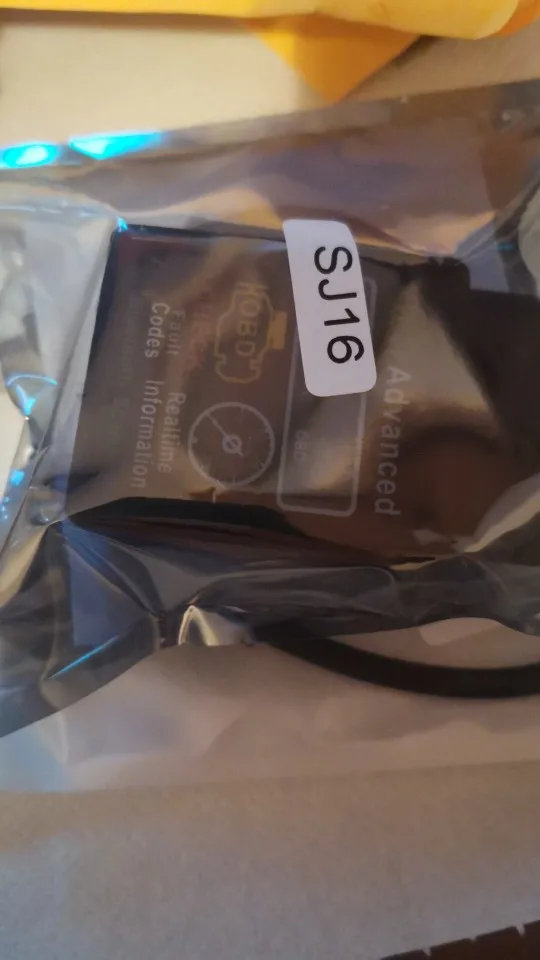 SJ16
Advanced
OBD
Fault
Codes
Realtime
Information